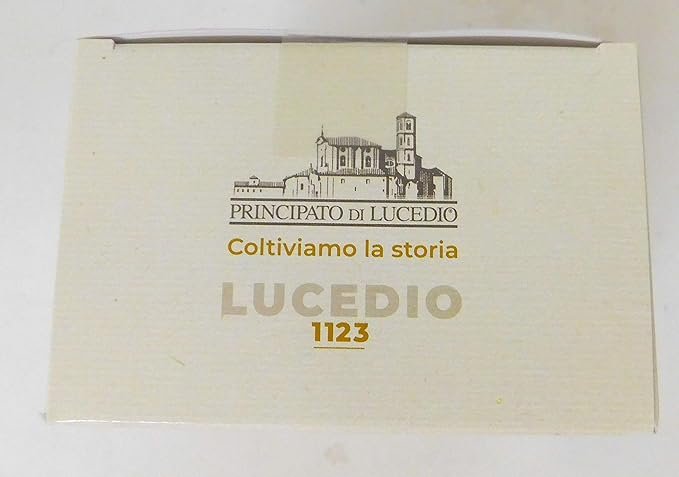 PRINCIPATO DI LUCEDIO®
Coltiviamo la storia
LUCEDIO
1123